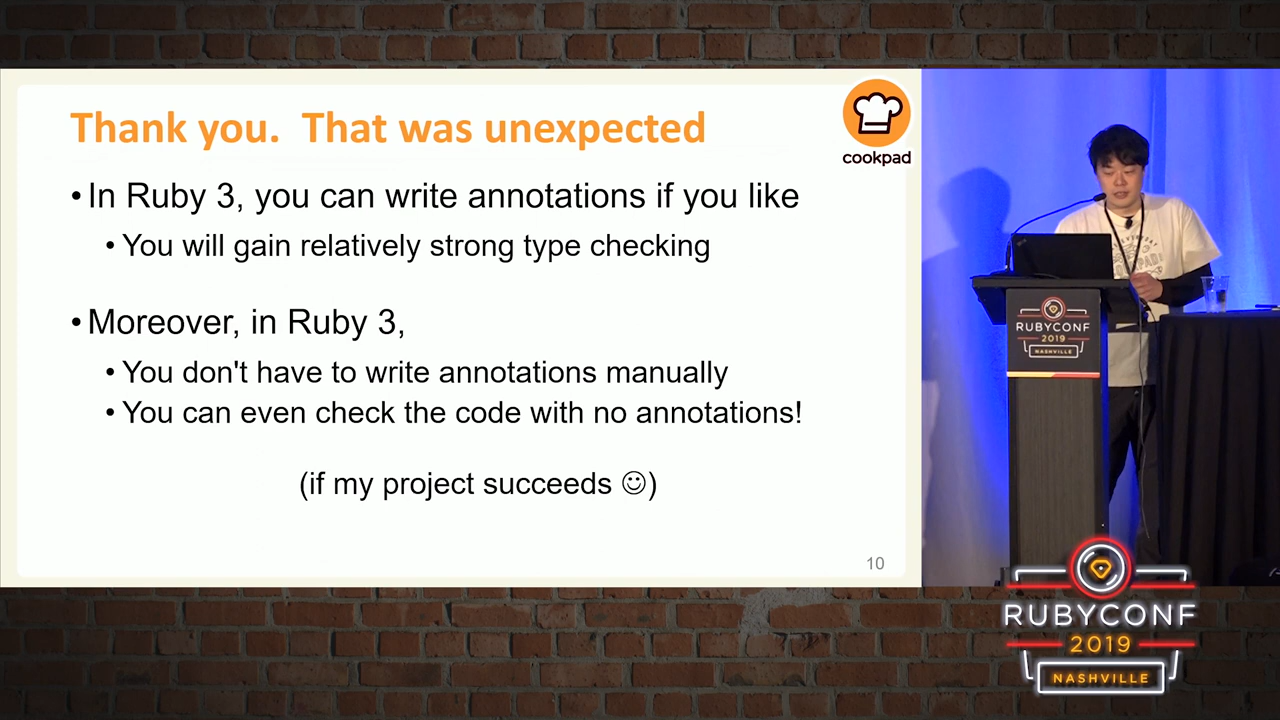 Thank you. That was unexpected
cookpad
• In Ruby 3, you can write annotations if you like
• You will gain relatively strong type checking
• Moreover, in Ruby 3,
• You don't have to write annotations manually
• You can even check the code with no annotations!
(if my project succeeds ☺)
10
RUBYCONF
2019
NASHVILLE
RUBYCONF
2019
NASHVILLE